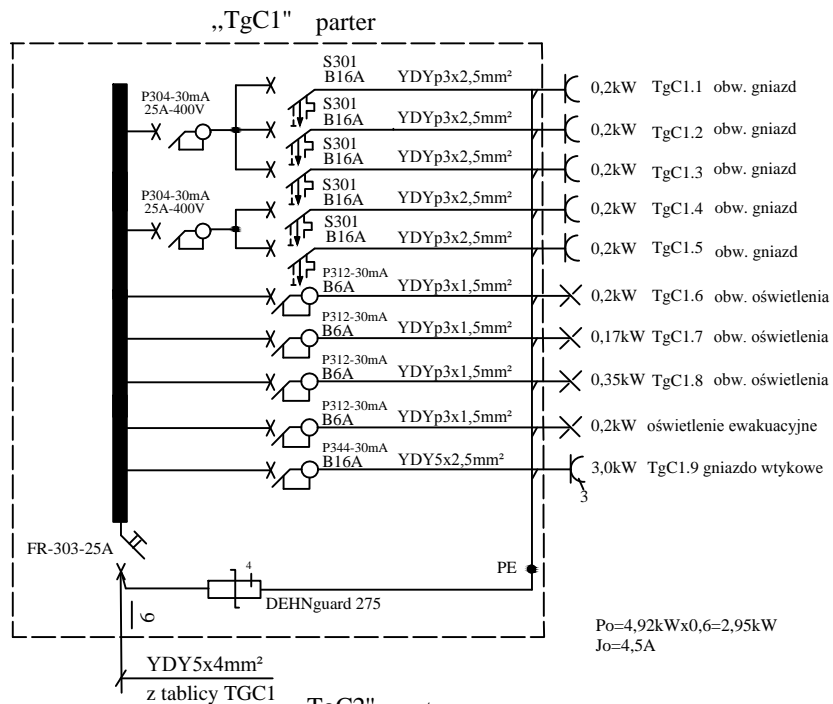 „TgC1" parter
S301
B16A
YDYp3x2,5mm²
0,2kW TgC1.1 obw. gniazd
P304-30mA
25A-400V
S301
B16A
YDYp3x2,5mm²
0,2kW TgC1.2 obw. gniazd
S301
B16A
YDYp3x2,5mm²
0,2kW TgC1.3 obw. gniazd
P304-30mA
25A-400V
S301
B16A
YDYp3x2,5mm²
0,2kW TgC1.4 obw. gniazd
S301
B16A
YDYp3x2,5mm²
0,2kW TgC1.5 obw. gniazd
P312-30mA
B6A
YDYp3x1,5mm²
0,2kW TgC1.6 obw. oświetlenia
P312-30mA
B6A
YDYp3x1,5mm²
0,17kW TgC1.7 obw. oświetlenia
P312-30mA
B6A
YDYp3x1,5mm²
0,35kW TgC1.8 obw. oświetlenia
P312-30mA
B6A
YDYp3x1,5mm²
0,2kW oświetlenie ewakuacyjne
P344-30mA
B16A
YDY5x2,5mm²
3,0kW TgC1.9 gniazdo wtykowe
3
FR-303-25A
PE
4
DEHNguard 275
9
Po=4,92kWx0,6=2,95kW
Jo=4,5A
YDY5x4mm²
z tablicy TGC1